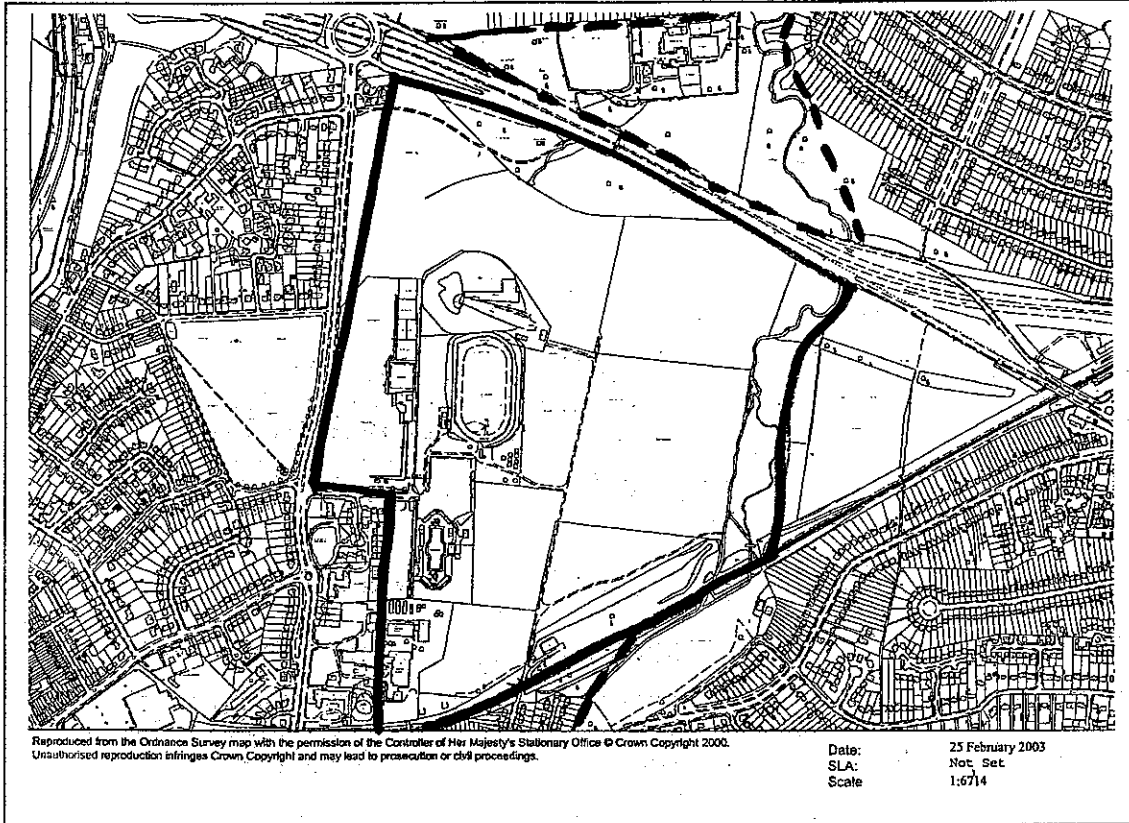 Reproduced from the Ordnance Survey map with the permission of the Controller of Her Majesty's Stationary Office © Crown Copyright 2000.
Unauthorised reproduction infringes Crown Copyright and may lead to prosecution or civil proceedings.
Date: 25 February 2003
SLA: Not Set
Scale 1:6714